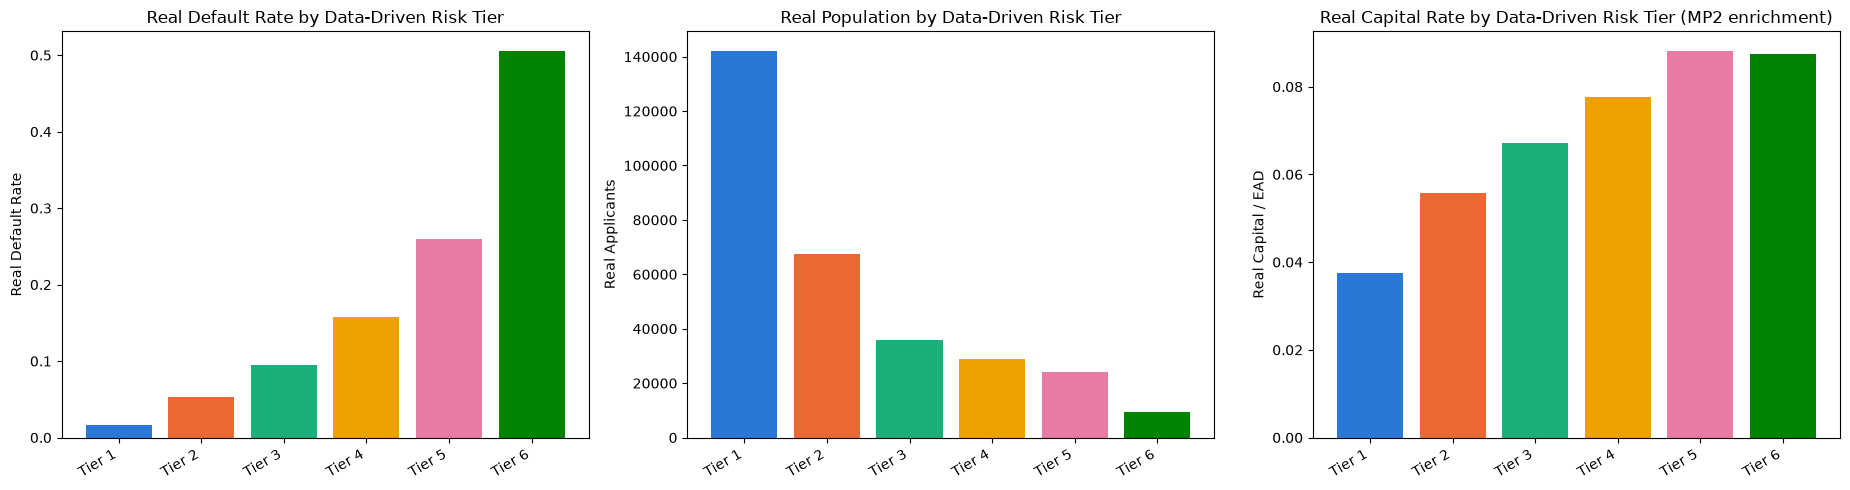 Real Default Rate by Data-Driven Risk Tier
Real Default Rate
0.5
0.4
0.3
0.2
0.1
0.0
Tier 1
Tier 2
Tier 3
Tier 4
Tier 5
Tier 6
Real Population by Data-Driven Risk Tier
Real Applicants
140000
120000
100000
80000
60000
40000
20000
0
Tier 1
Tier 2
Tier 3
Tier 4
Tier 5
Tier 6
Real Capital Rate by Data-Driven Risk Tier (MP2 enrichment)
Real Capital / EAD
0.08
0.06
0.04
0.02
0.00
Tier 1
Tier 2
Tier 3
Tier 4
Tier 5
Tier 6